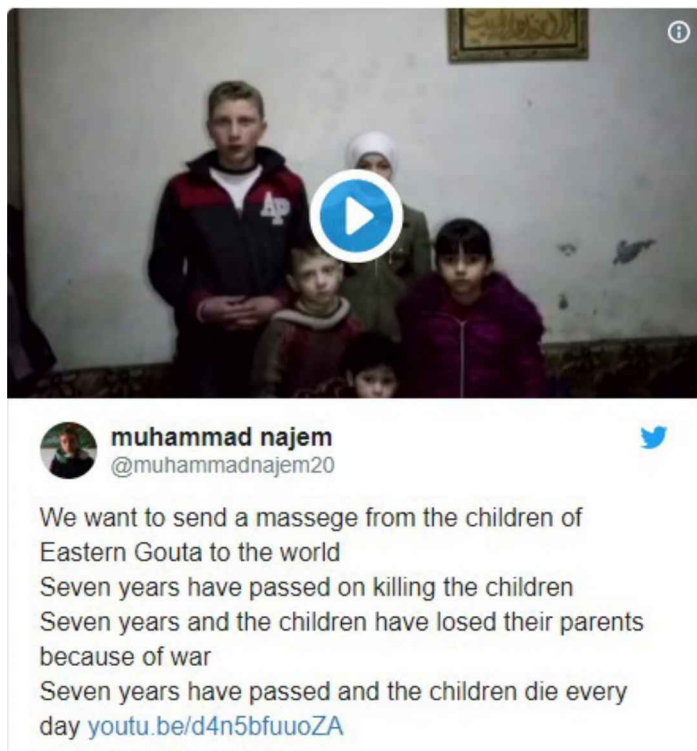 AP
muhammad najem
@muhammadnajem20
We want to send a massege from the children of
Eastern Gouta to the world
Seven years have passed on killing the children
Seven years and the children have losed their parents
because of war
Seven years have passed and the children die every
day youtu.be/d4n5bfuuoZA